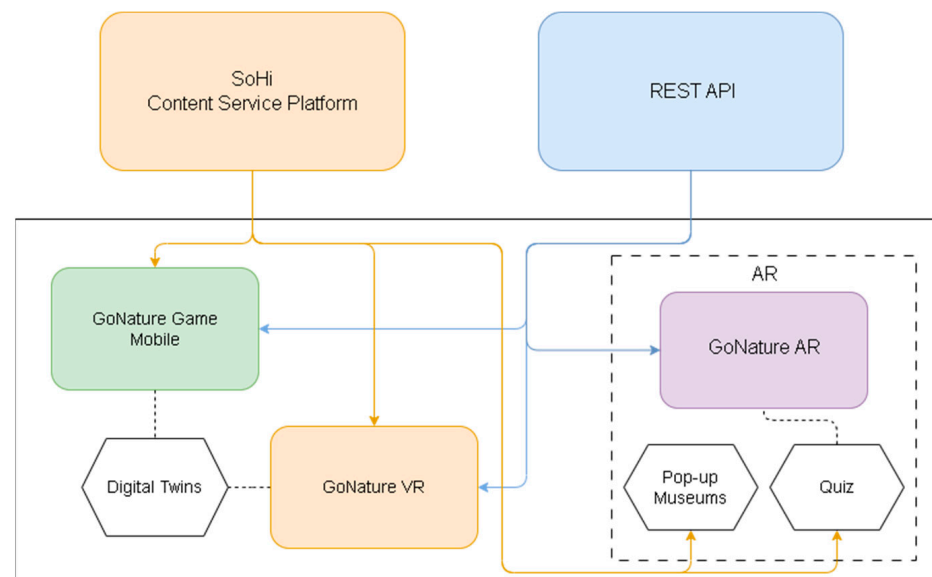 SoHi
Content Service Platform
REST API
AR
GoNature Game
Mobile
GoNature AR
Digital Twins
GoNature VR
Pop-up
Museums
Quiz